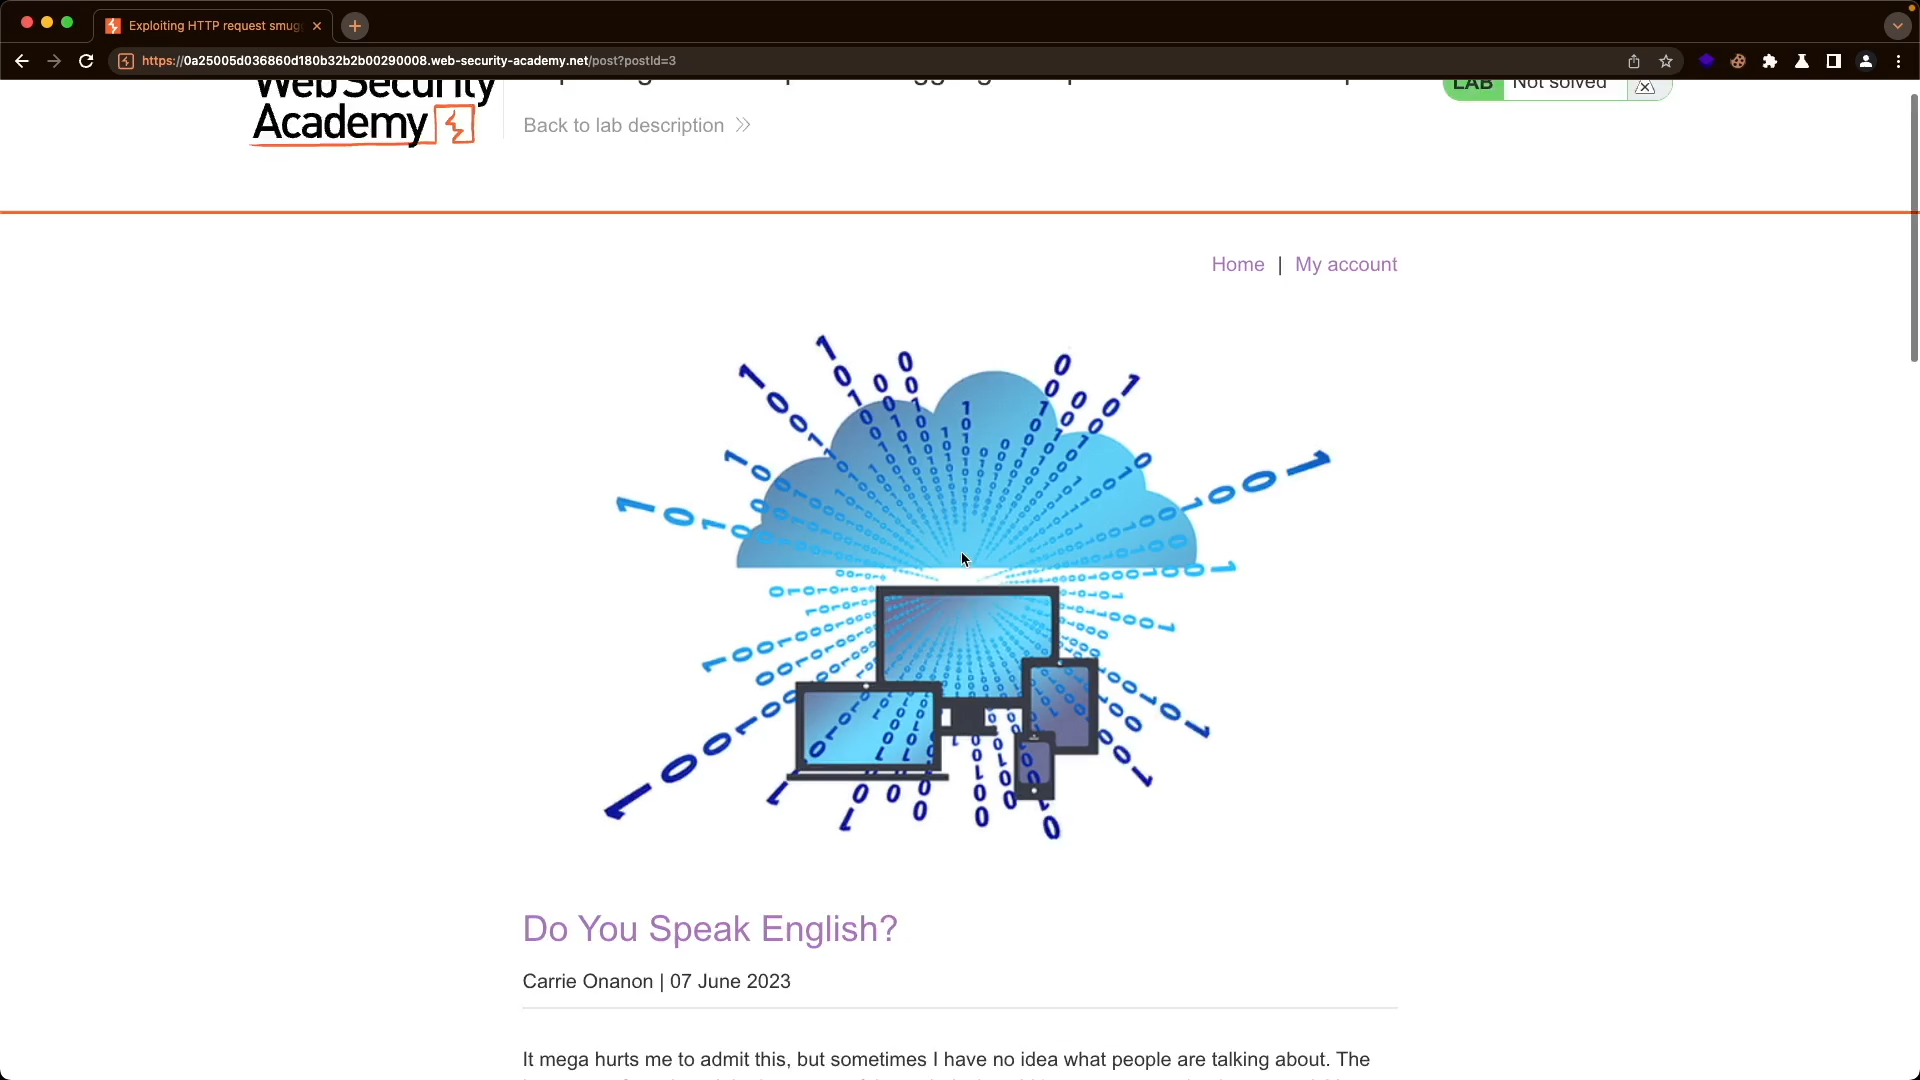 Exploiting HTTP request smug
https://0a25005d036860d180b32b2b00290008.web-security-academy.net/post?postId=3
Web Security
Academy
Back to lab description
LAB Not solved
Home | My account
Do You Speak English?
Carrie Onanon | 07 June 2023
It mega hurts me to admit this, but sometimes I have no idea what people are talking about. The